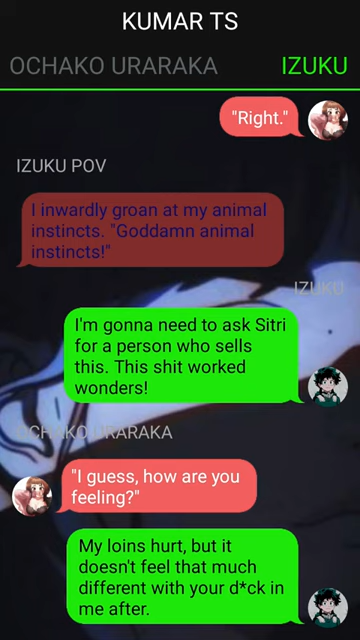 KUMAR TS
OCHAKO URARAKA IZUKU
"Right."
IZUKU POV
I inwardly groan at my animal
instincts. "Goddamn animal
instincts!"
IZUKU
I'm gonna need to ask Sitri
for a person who sells
this. This shit worked
wonders!
OCHAKO URARAKA
"I guess, how are you
feeling?"
My loins hurt, but it
doesn't feel that much
different with your d*ck in
me after.